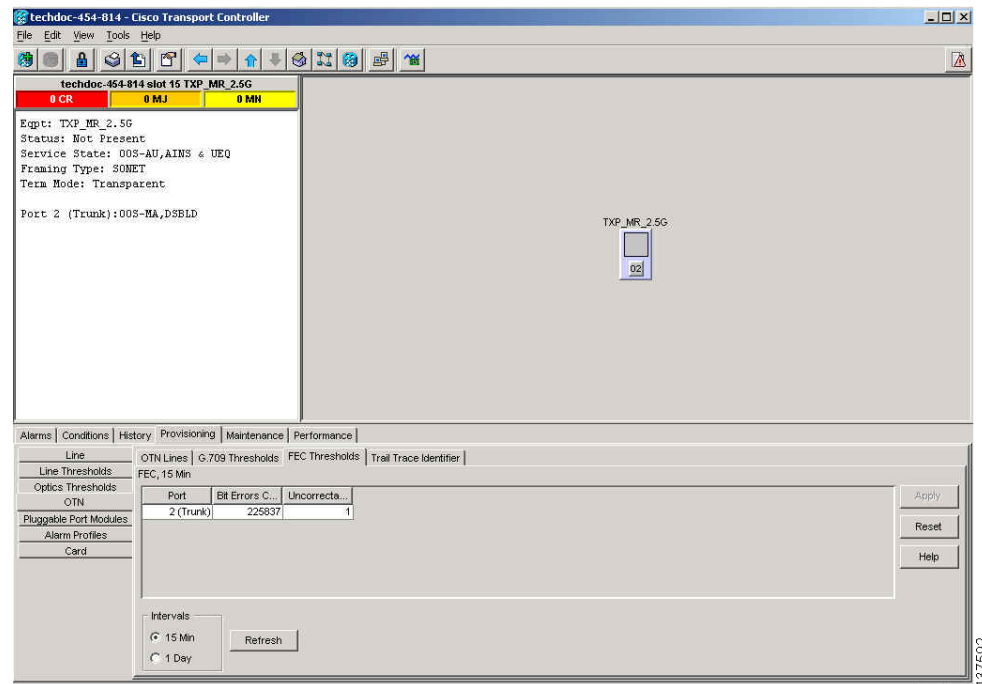 techdoc-454-814 - Cisco Transport Controller
File Edit View Tools Help
techdoc-454-814 slot 15 TXP_MR_2.5G
0 CR 0 MJ 0 MN
Eqpt: TXP_MR_2.5G
Status: Not Present
Service State: OOS-AU,AINS & UEQ
Framing Type: SONET
Term Mode: Transparent
Port 2 (Trunk):OOS-MA,DSBLD
TXP_MR_2.5G
02
Alarms Conditions History Provisioning Maintenance Performance
Line
Line Thresholds
Optics Thresholds
OTN
Pluggable Port Modules
Alarm Profiles
Card
OTN Lines G.709 Thresholds FEC Thresholds Trail Trace Identifier
FEC, 15 Min
Port Bit Errors C... Uncorrecta...
2 (Trunk) 225837 1
Apply
Reset
Help
Intervals
15 Min
1 Day
Refresh
137592